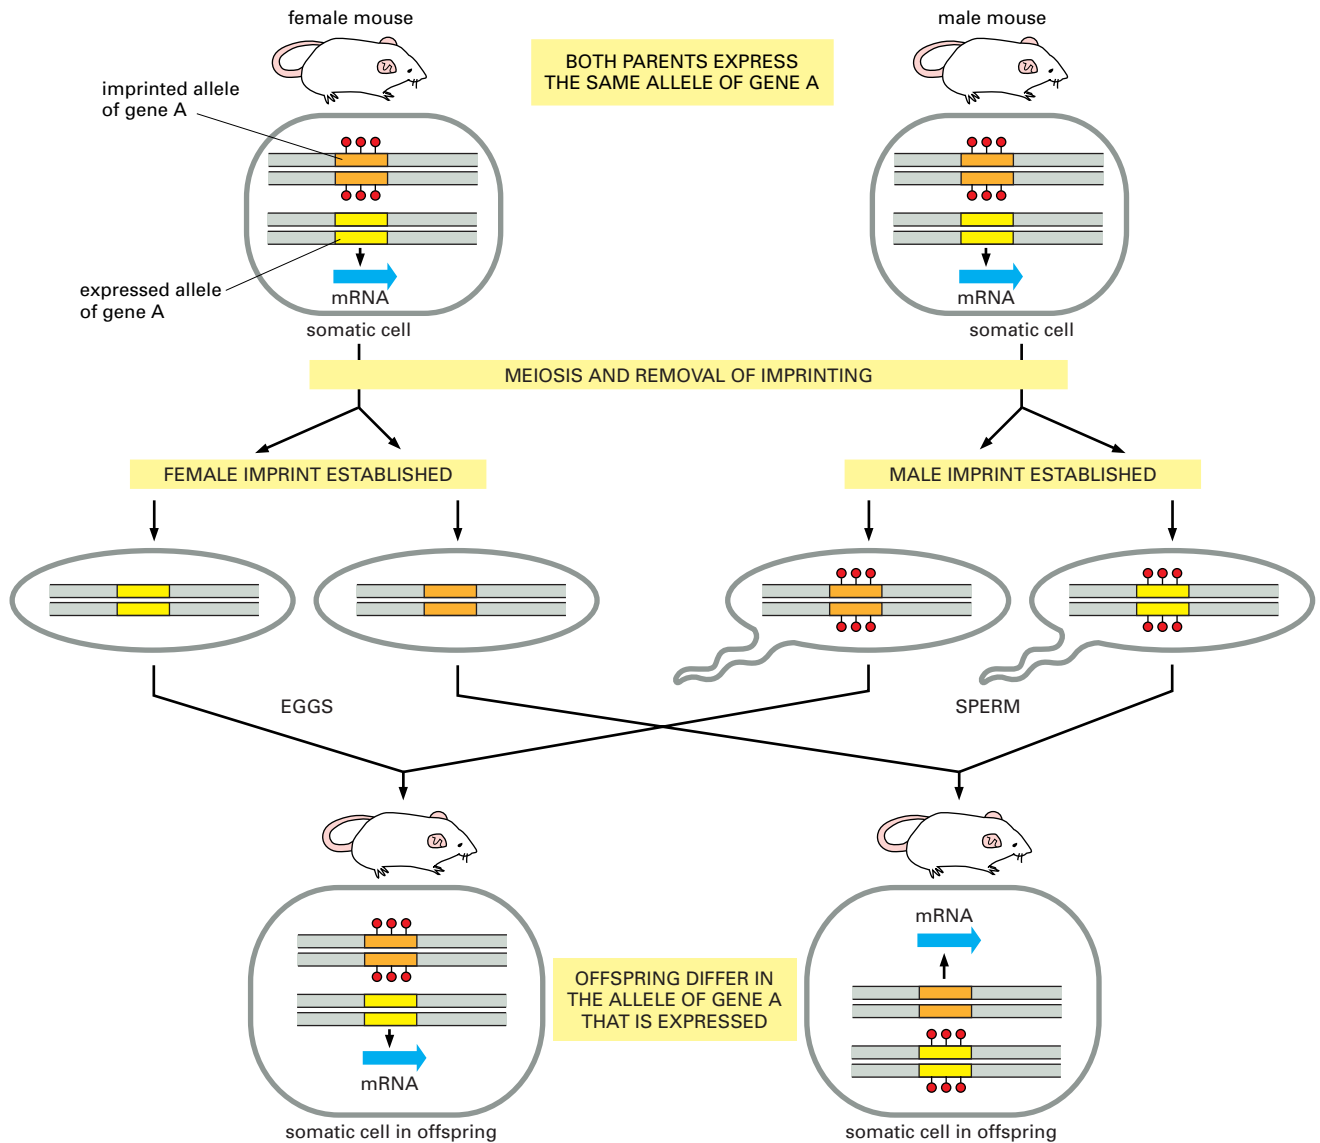 female mouse
male mouse
BOTH PARENTS EXPRESS
THE SAME ALLELE OF GENE A
imprinted allele
of gene A
expressed allele
of gene A
mRNA
mRNA
somatic cell
somatic cell
MEIOSIS AND REMOVAL OF IMPRINTING
FEMALE IMPRINT ESTABLISHED
MALE IMPRINT ESTABLISHED
EGGS
SPERM
mRNA
OFFSPRING DIFFER IN
THE ALLELE OF GENE A
THAT IS EXPRESSED
mRNA
somatic cell in offspring
somatic cell in offspring